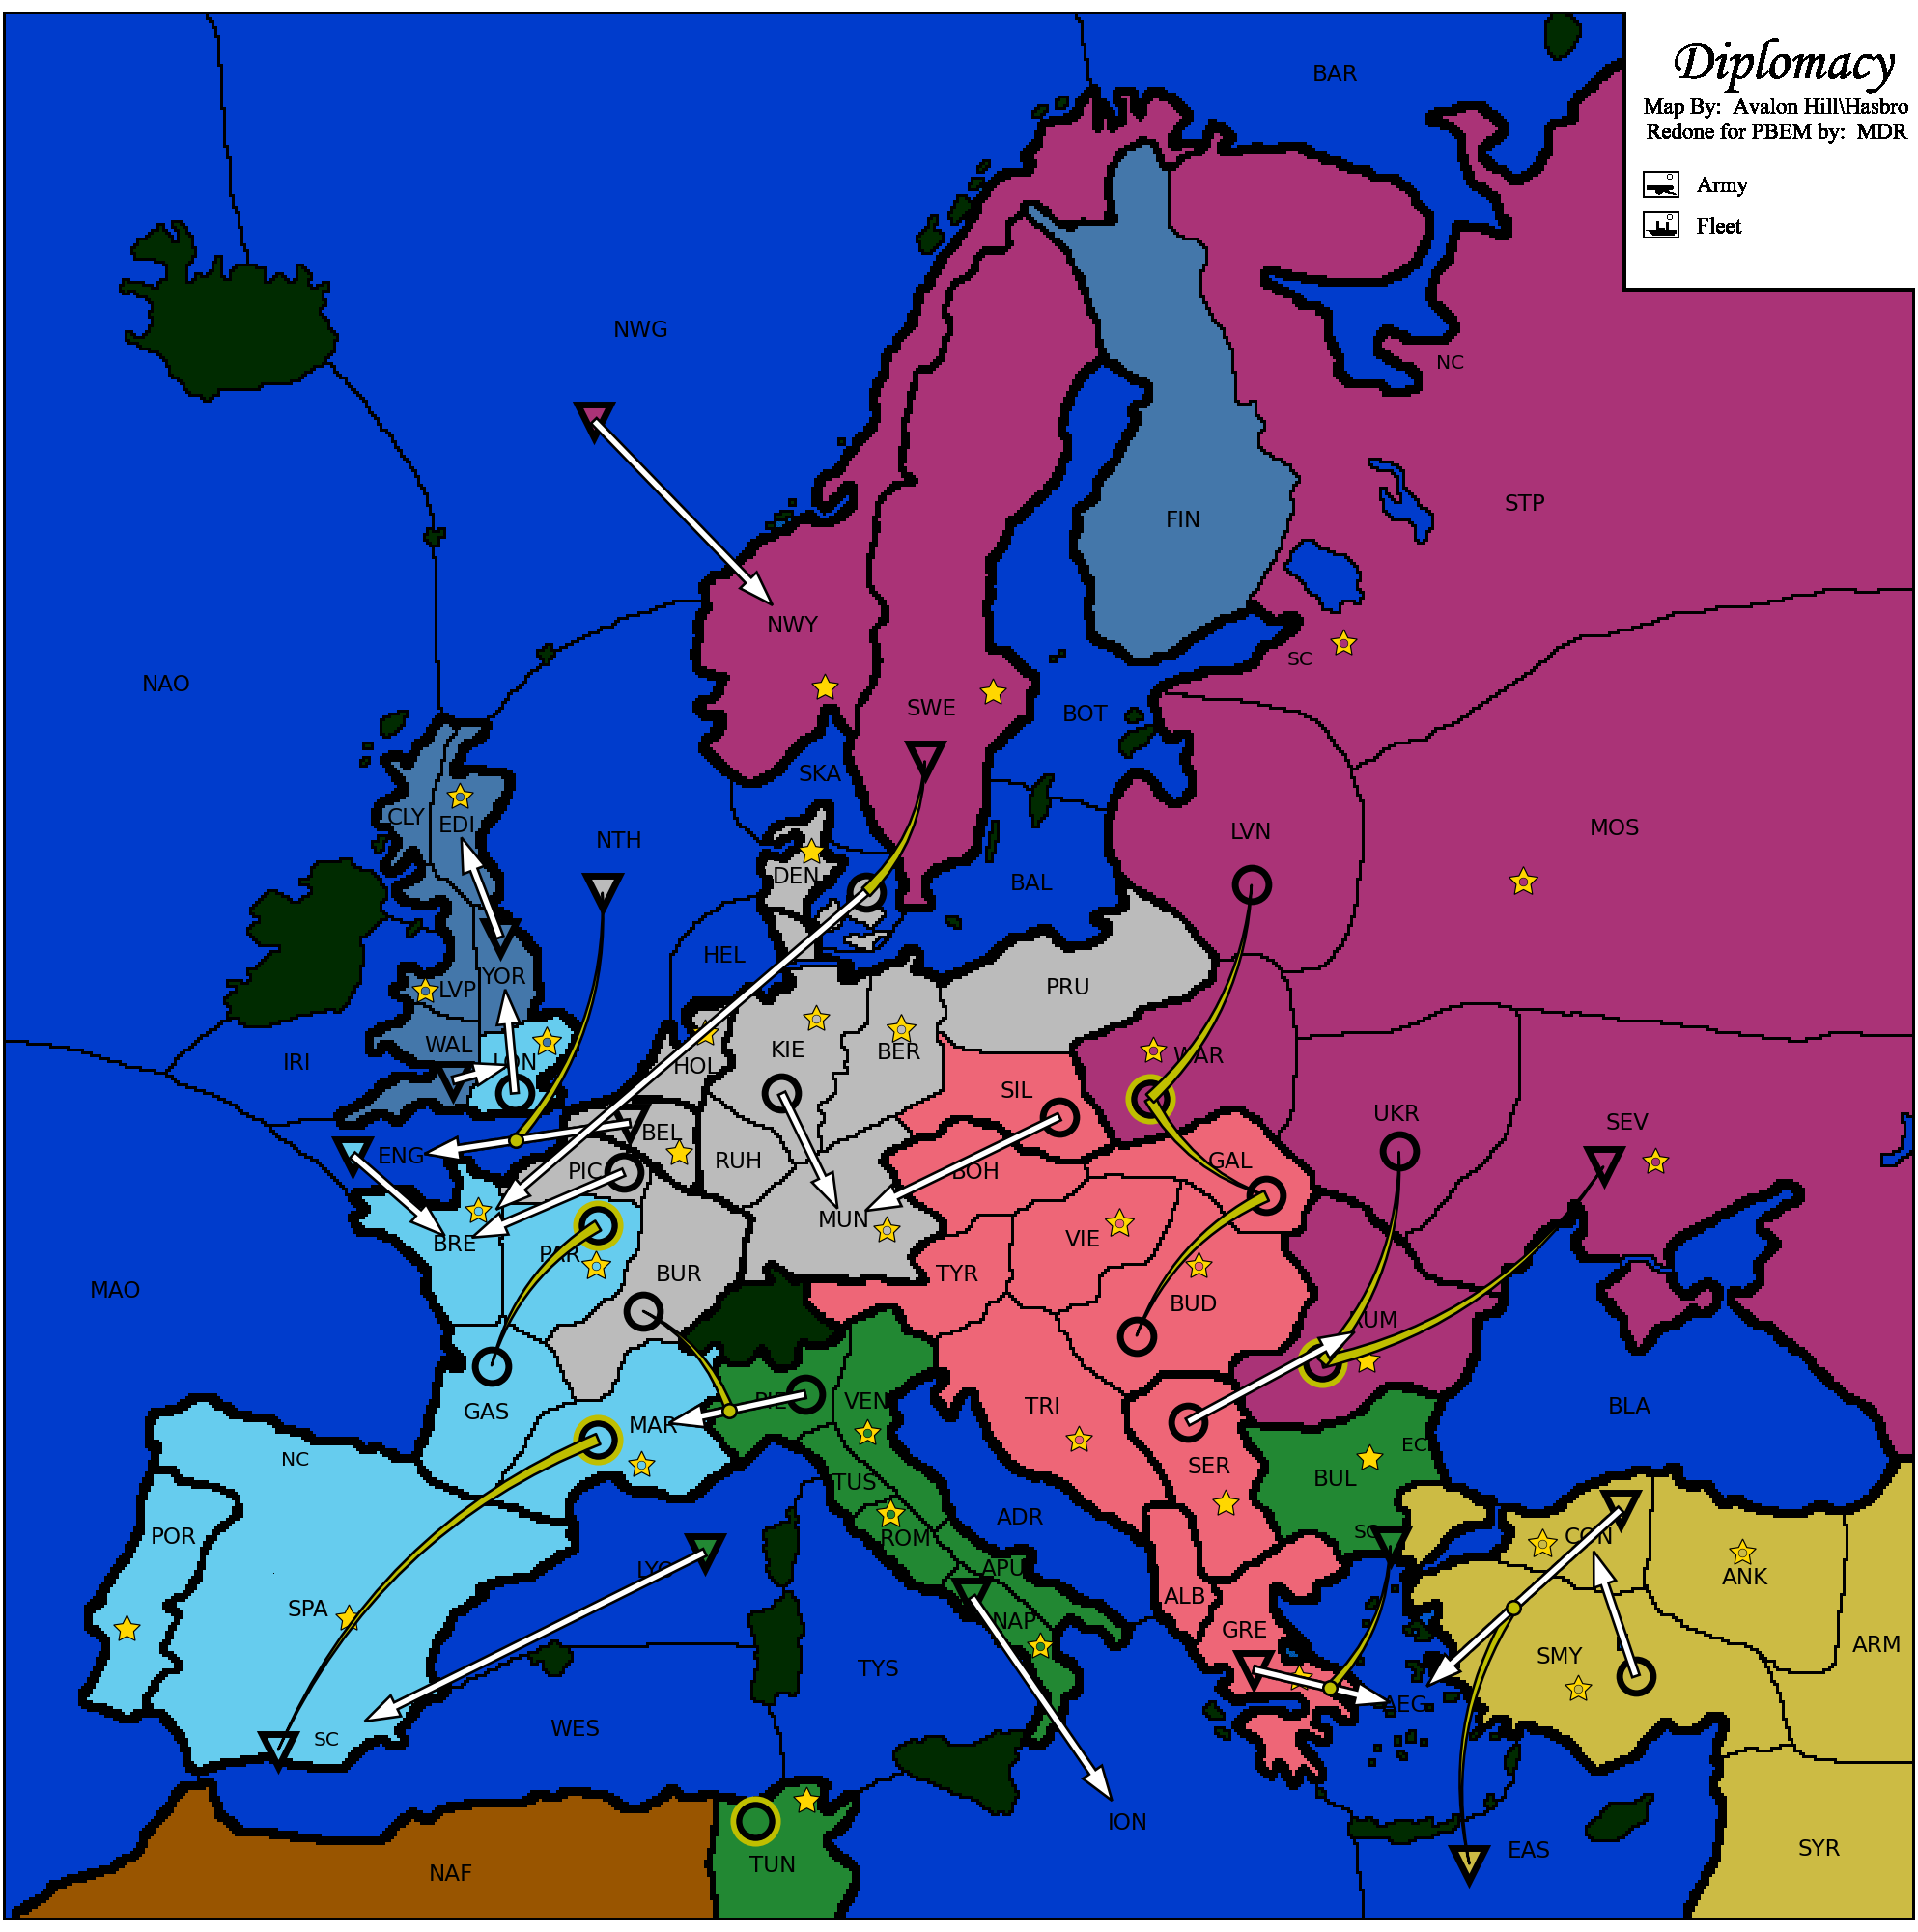 Diplomacy
Map By: Avalon Hill\Hasbro
Redone for PBEM by: MDR
Army
Fleet
BAR
NWG
NC
STP
FIN
NWY
SC
NAO
SWE
BOT
SKA
CLY
EDI
NTH
LVN
MOS
DEN
BAL
HEL
YOR
LVP
PRU
WAL
LON
IRI
HOL
KIE
BER
WAR
SIL
UKR
SEV
BEL
ENG
PIC
RUH
BOH
GAL
MUN
BRE
PAR
VIE
MAO
BUR
TYR
BUD
RUM
PIE
VEN
TRI
BLA
GAS
MAR
NC
EC
SER
BUL
TUS
ADR
POR
ROM
SC
CON
LYO
APU
ANK
ALB
SPA
NAP
GRE
SMY
ARM
TYS
AEG
WES
SC
ION
EAS
SYR
TUN
NAF